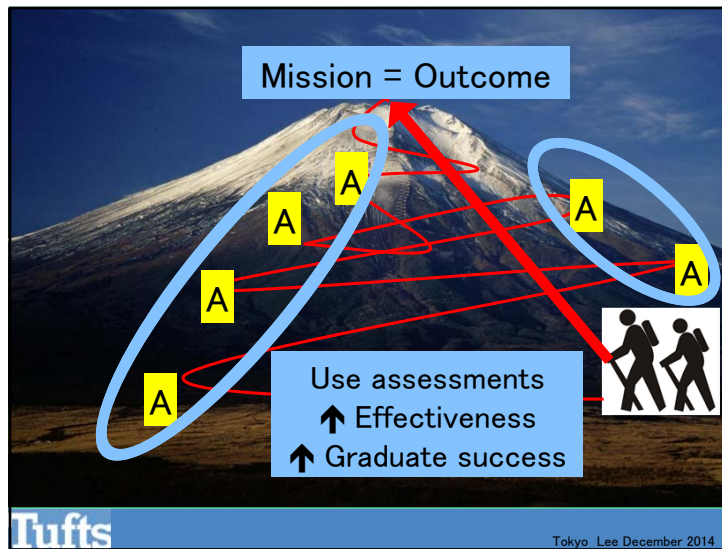 Mission = Outcome
A
A
A
A
A
A
Use assessments
↑ Effectiveness
↑ Graduate success
Tufts
Tokyo Lee December 2014